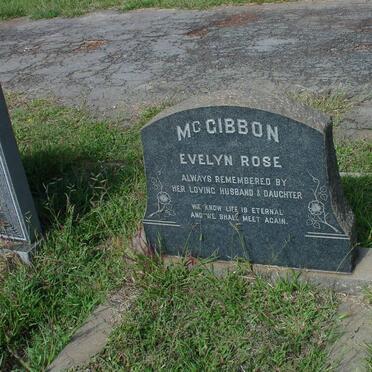 McGIBBON
EVELYN ROSE
ALWAYS REMEMBERED BY
HER LOVING HUSBAND & DAUGHTER
WE KNOW LIFE IS ETERNAL
AND WE SHALL MEET AGAIN.